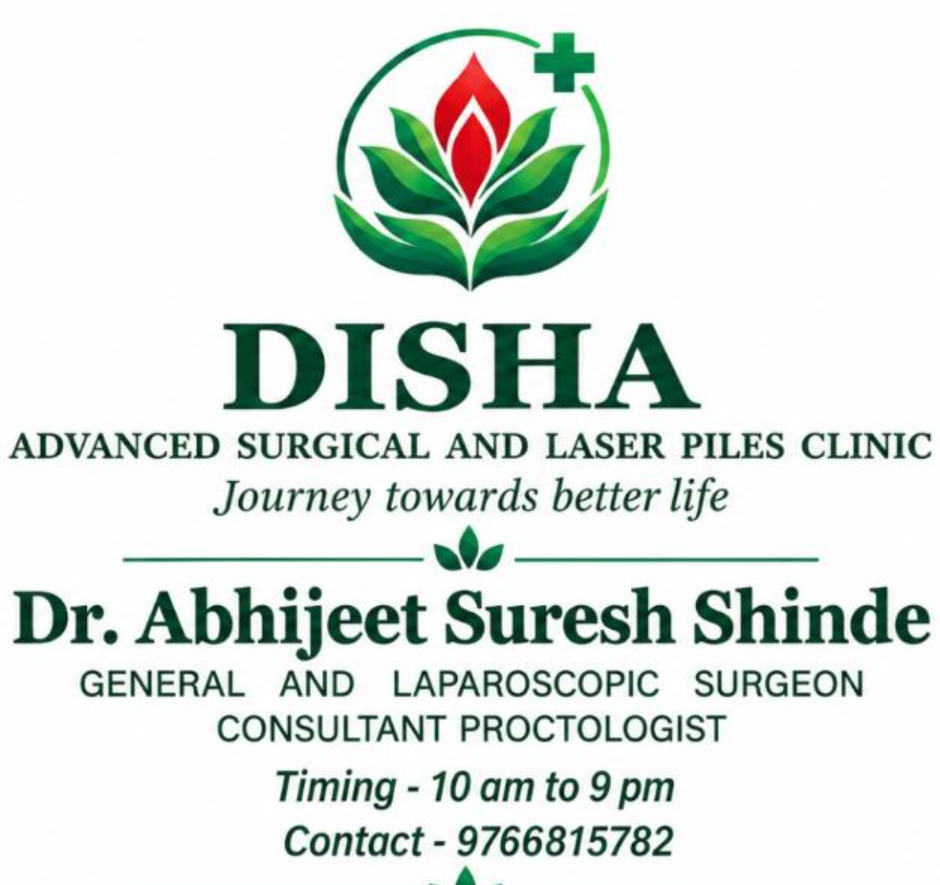 DISHA
ADVANCED SURGICAL AND LASER PILES CLINIC
Journey towards better life
Dr. Abhijeet Suresh Shinde
GENERAL AND LAPAROSCOPIC SURGEON
CONSULTANT PROCTOLOGIST
Timing - 10 am to 9 pm
Contact - 9766815782